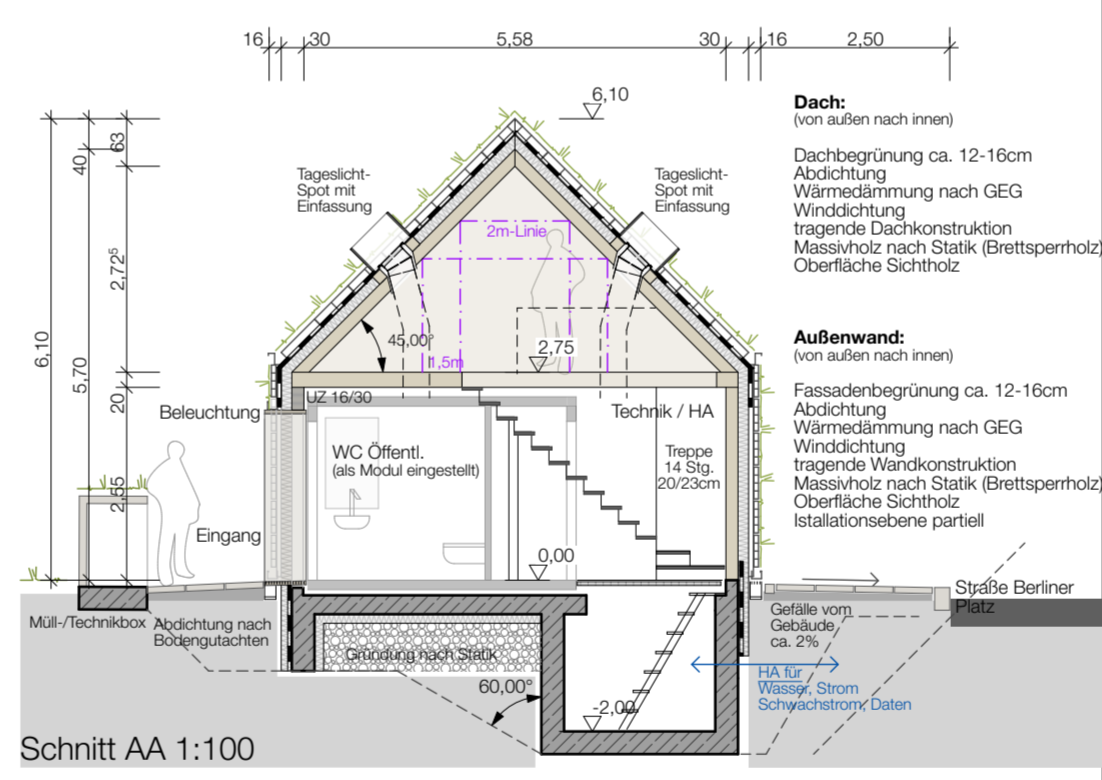 16
30
5,58
30
16
2,50
6,10
Dach:
(von außen nach innen)
Dachbegrünung ca. 12-16cm
Abdichtung
Wärmedämmung nach GEG
Winddichtung
tragende Dachkonstruktion
Massivholz nach Statik (Brettsperrholz)
Oberfläche Sichtholz
63
40
Tageslicht-
Spot mit
Einfassung
Tageslicht-
Spot mit
Einfassung
2m-Linie
2,72⁵
6,10
5,70
45,00°
1,5m
2,75
Außenwand:
(von außen nach innen)
Fassadenbegrünung ca. 12-16cm
Abdichtung
Wärmedämmung nach GEG
Winddichtung
tragende Wandkonstruktion
Massivholz nach Statik (Brettsperrholz)
Oberfläche Sichtholz
Istallationsebene partiell
20
UZ 16/30
Beleuchtung
Technik / HA
WC Öffentl.
(als Modul eingestellt)
Treppe
14 Stg.
20/23cm
2,55
Eingang
0,00
Straße Berliner
Platz
Müll-/Technikbox
Abdichtung nach
Bodengutachten
Gefälle vom
Gebäude
ca. 2%
Gründung nach Statik
60,00°
HA für
Wasser, Strom
Schwachstrom, Daten
-2,00
Schnitt AA 1:100